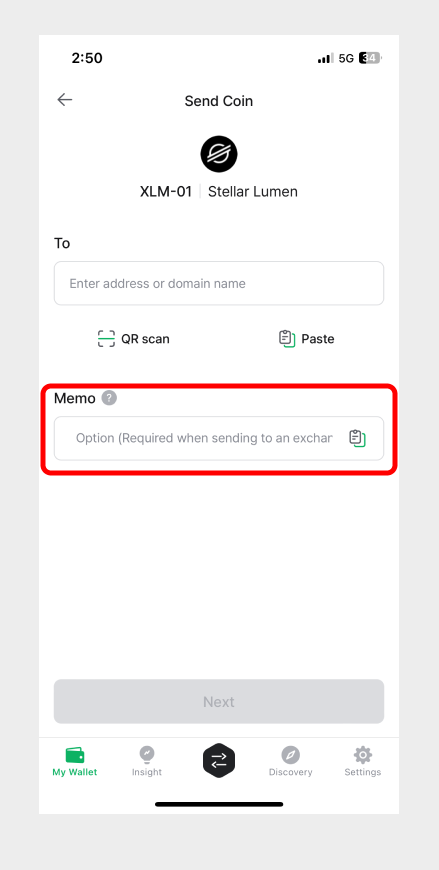 2:50
5G
34
Send Coin
XLM-01 | Stellar Lumen
To
Enter address or domain name
QR scan
Paste
Memo ?
Option (Required when sending to an exchar
Next
My Wallet
Insight
Discovery
Settings